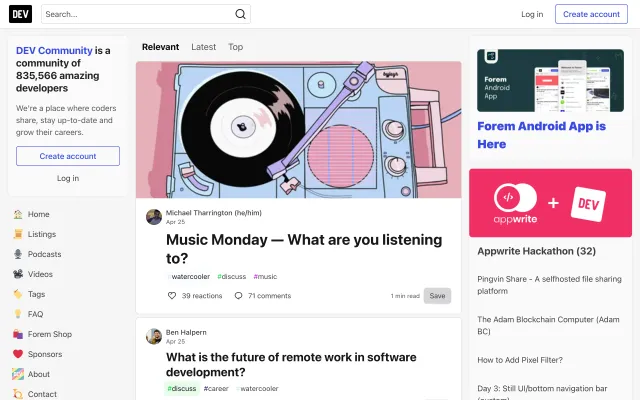 DEV
Search...
Log in
Create account
DEV Community is a
community of
835,566 amazing
developers
We're a place where coders
share, stay up-to-date and
grow their careers.
Create account
Log in
Home
Listings
Podcasts
Videos
Tags
FAQ
Forem Shop
Sponsors
About
Contact
Relevant
Latest
Top
Michael Tharrington (he/him)
Apr 25
Music Monday — What are you listening
to?
#watercooler #discuss #music
39 reactions
71 comments
1 min read
Save
Ben Halpern
Apr 25
What is the future of remote work in software
development?
#discuss #career #watercooler
Forem
Android
App
Forem Android App is
Here
appwrite + DEV
Appwrite Hackathon (32)
Pingvin Share - A selfhosted file sharing
platform
The Adam Blockchain Computer (Adam
BC)
How to Add Pixel Filter?
Day 3: Still UI/bottom navigation bar
(custom)